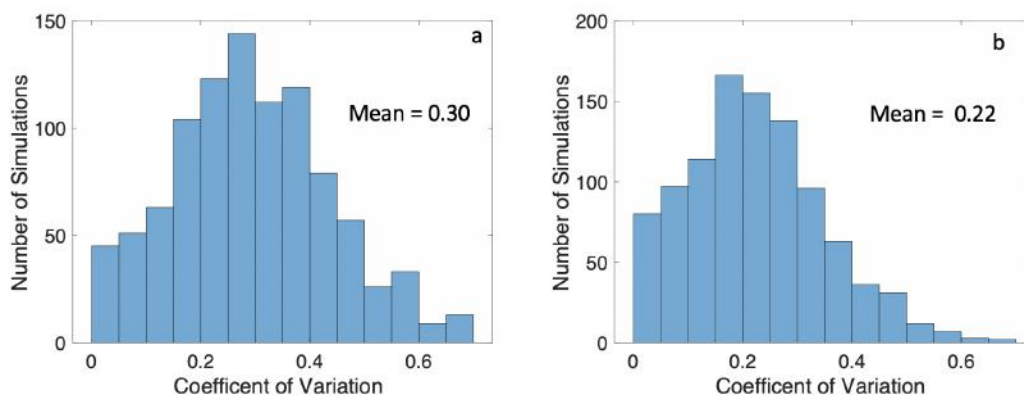 150
100
50
0
Number of Simulations
a
Mean = 0.30
0 0.2 0.4 0.6
Coefficent of Variation
200
150
100
50
0
Number of Simulations
b
Mean = 0.22
0 0.2 0.4 0.6
Coefficent of Variation